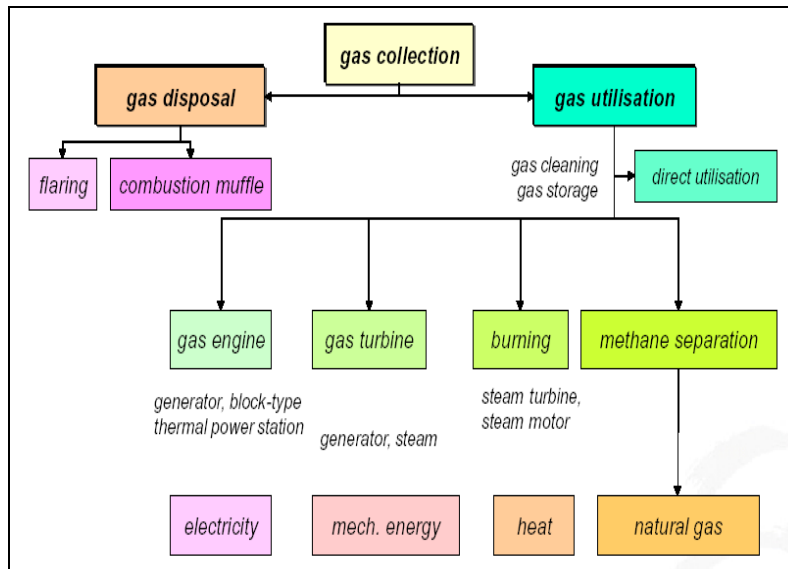 gas collection
gas disposal
gas utilisation
flaring
combustion muffle
gas cleaning
gas storage
direct utilisation
gas engine
gas turbine
burning
methane separation
generator, block-type
thermal power station
generator, steam
steam turbine,
steam motor
electricity
mech. energy
heat
natural gas